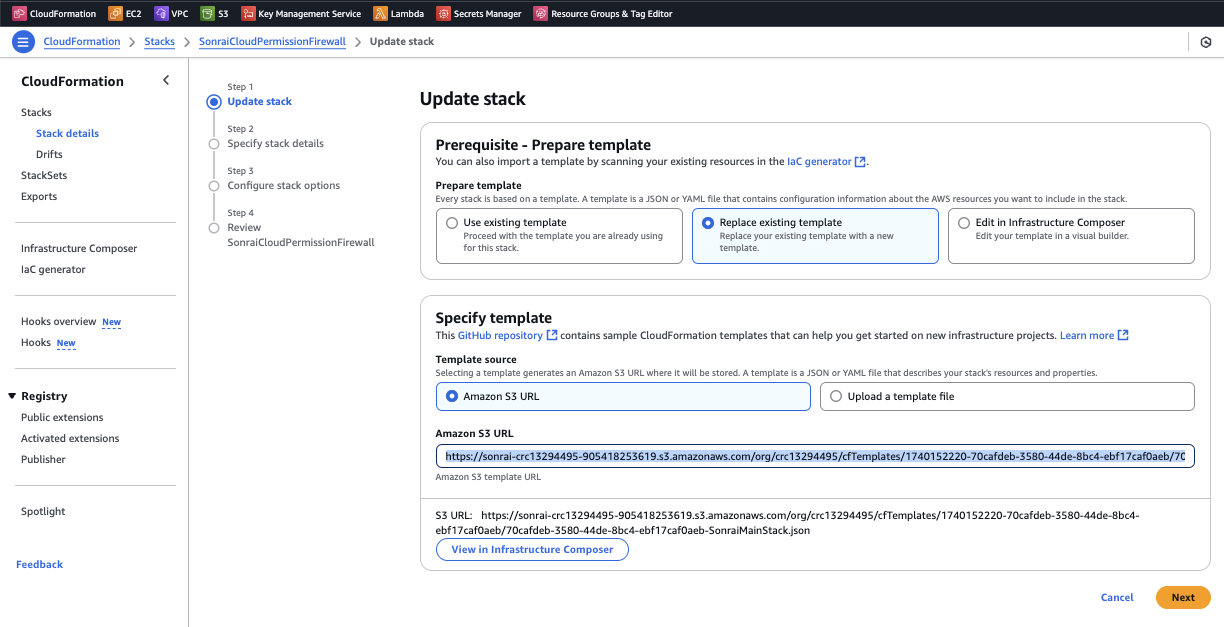 CloudFormation EC2 VPC S3 Key Management Service Lambda Secrets Manager Resource Groups & Tag Editor
CloudFormation > Stacks > SonraiCloudPermissionFirewall > Update stack
CloudFormation
Stacks
Stack details
Drifts
StackSets
Exports
Infrastructure Composer
IaC generator
Hooks overview New
Hooks New
Registry
Public extensions
Activated extensions
Publisher
Spotlight
Feedback
Step 1
Update stack
Step 2
Specify stack details
Step 3
Configure stack options
Step 4
Review
SonraiCloudPermissionFirewall
Update stack
Prerequisite - Prepare template
You can also import a template by scanning your existing resources in the IaC generator.
Prepare template
Every stack is based on a template. A template is a JSON or YAML file that contains configuration information about the AWS resources you want to include in the stack.
Use existing template
Proceed with the template you are already using
for this stack.
Replace existing template
Replace your existing template with a new
template.
Edit in Infrastructure Composer
Edit your template in a visual builder.
Specify template
This GitHub repository contains sample CloudFormation templates that can help you get started on new infrastructure projects. Learn more
Template source
Selecting a template generates an Amazon S3 URL where it will be stored. A template is a JSON or YAML file that describes your stack's resources and properties.
Amazon S3 URL
Upload a template file
Amazon S3 URL
https://sonrai-crc13294495-905418253619.s3.amazonaws.com/org/crc13294495/cfTemplates/1740152220-70cafdeb-3580-44de-8bc4-ebf17caf0aeb/70
Amazon S3 template URL
S3 URL: https://sonrai-crc13294495-905418253619.s3.amazonaws.com/org/crc13294495/cfTemplates/1740152220-70cafdeb-3580-44de-8bc4-
ebf17caf0aeb/70cafdeb-3580-44de-8bc4-ebf17caf0aeb-SonraiMainStack.json
View in Infrastructure Composer
Cancel
Next